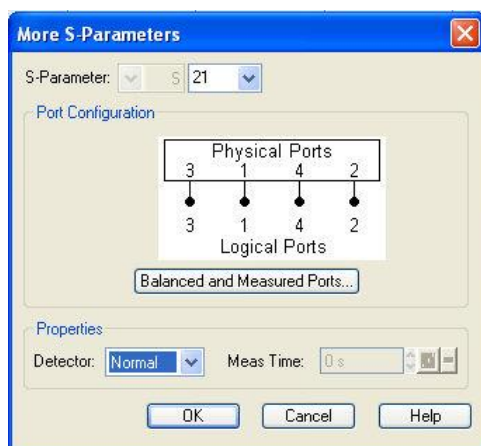 More S-Parameters
S-Parameter: S 21
Port Configuration
Physical Ports
3 1 4 2
3 1 4 2
Logical Ports
Balanced and Measured Ports...
Properties
Detector: Normal Meas Time: 0 s
OK Cancel Help